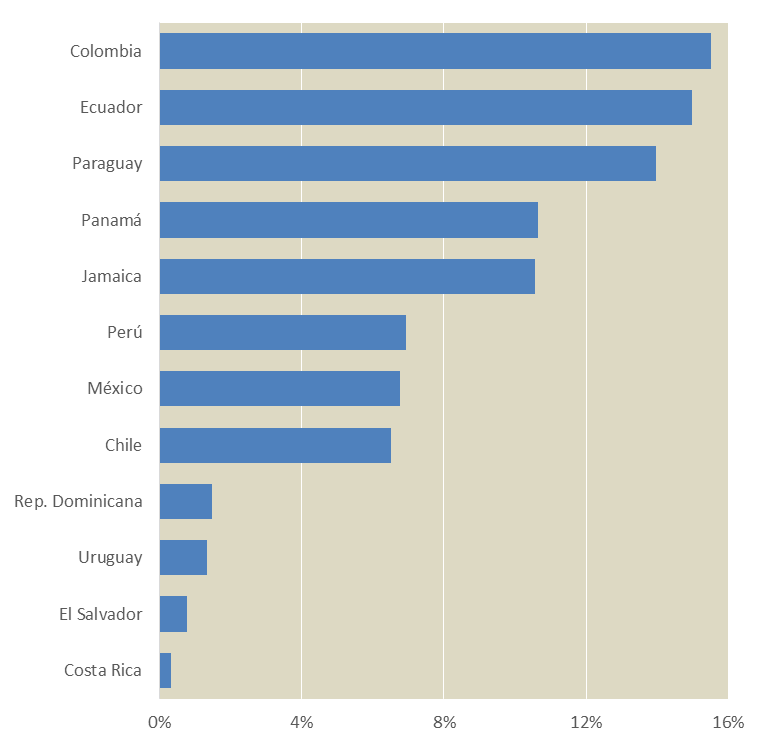 Colombia
Ecuador
Paraguay
Panamá
Jamaica
Perú
México
Chile
Rep. Dominicana
Uruguay
El Salvador
Costa Rica
0% 4% 8% 12% 16%